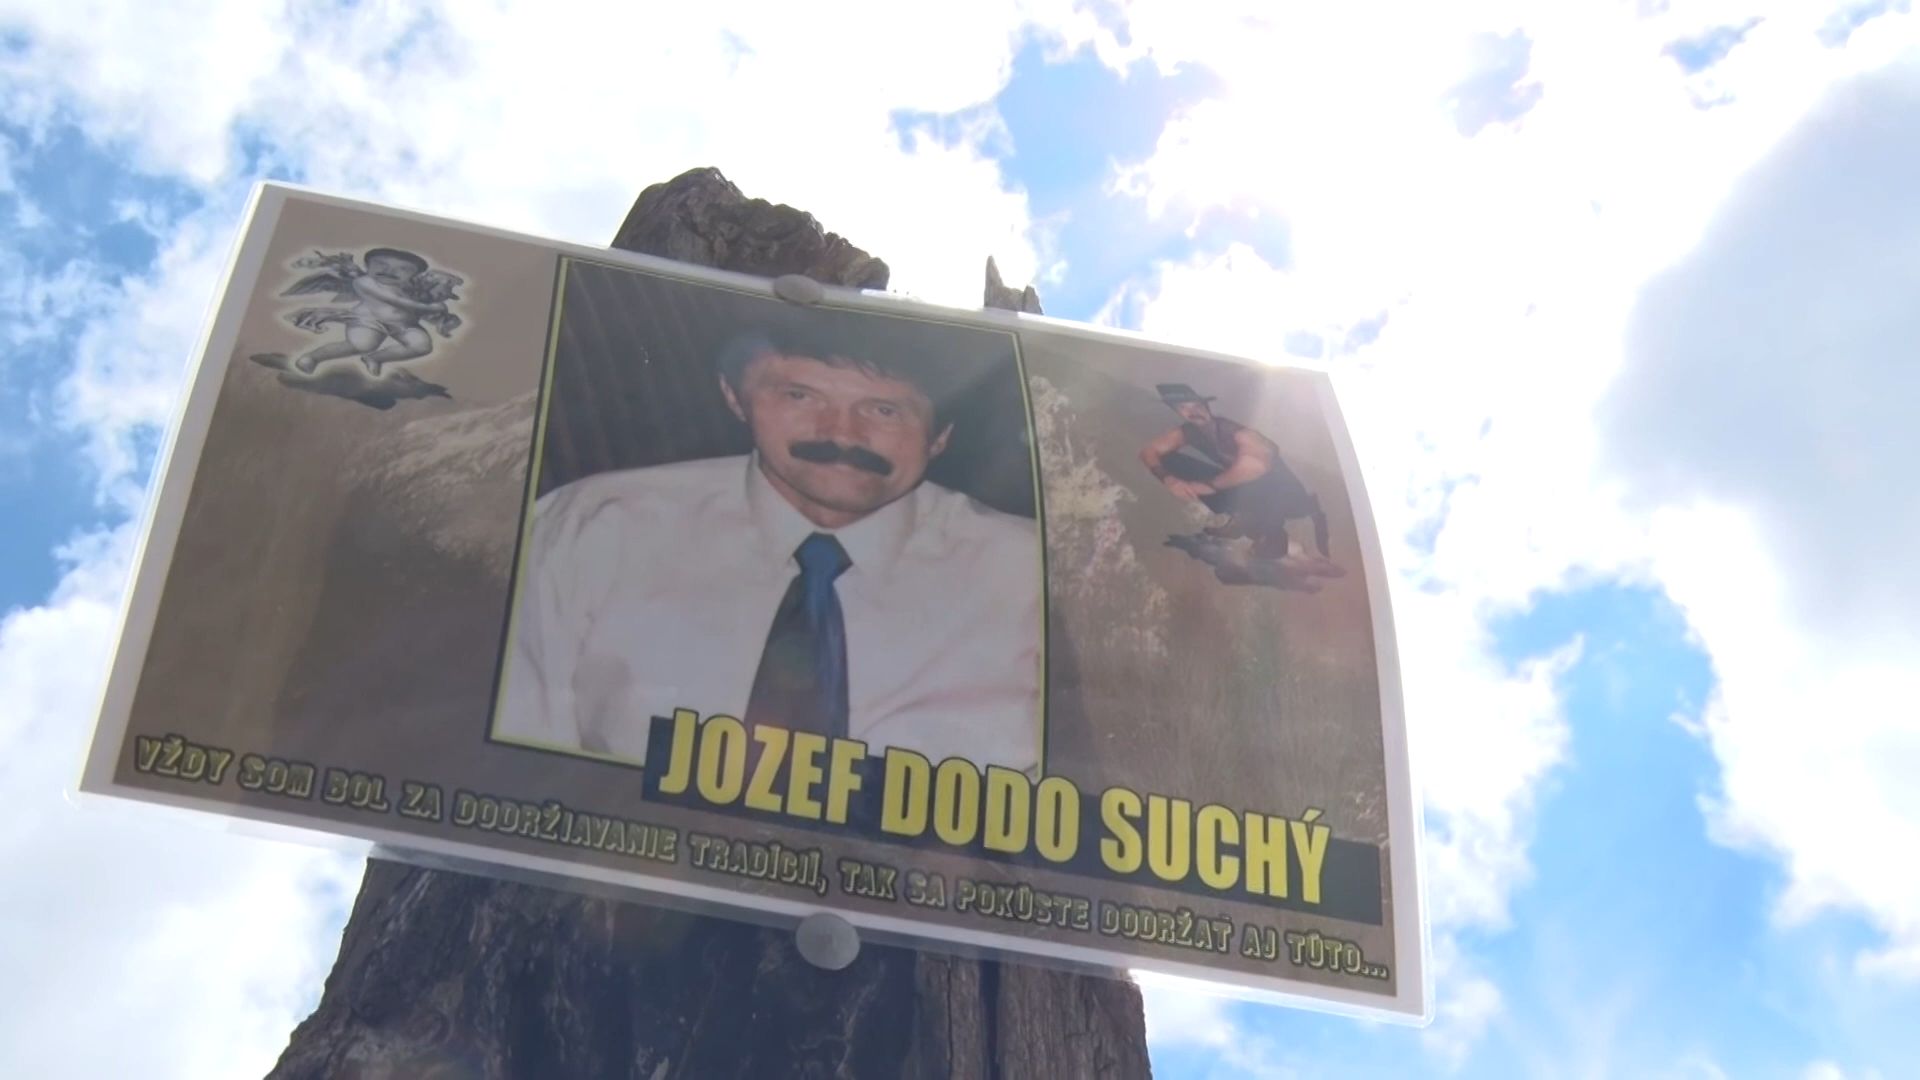 JOZEF DODO SUCHÝ
VŽDY SOM BOL ZA DODRŽIAVANIE TRADÍCIÍ, TAK SA POKÚSTE DODRŽAŤ AJ TÚTO...